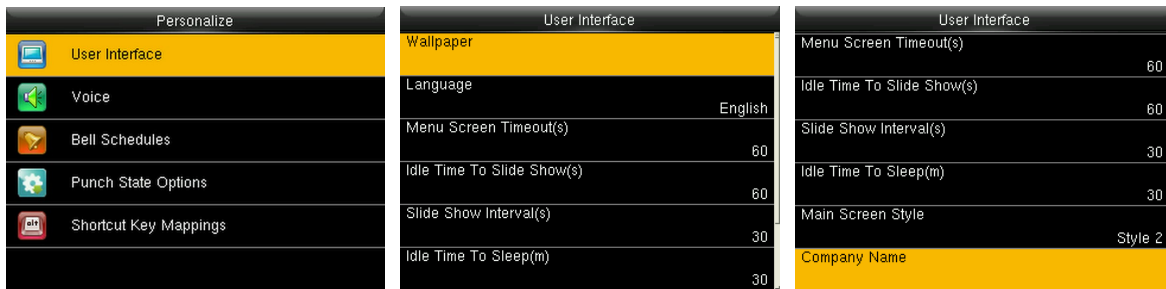 Personalize
User Interface
Voice
Bell Schedules
Punch State Options
alt
Shortcut Key Mappings
User Interface
Wallpaper
Language
English
Menu Screen Timeout(s)
60
Idle Time To Slide Show(s)
60
Slide Show Interval(s)
30
Idle Time To Sleep(m)
30
User Interface
Menu Screen Timeout(s)
60
Idle Time To Slide Show(s)
60
Slide Show Interval(s)
30
Idle Time To Sleep(m)
30
Main Screen Style
Style 2
Company Name